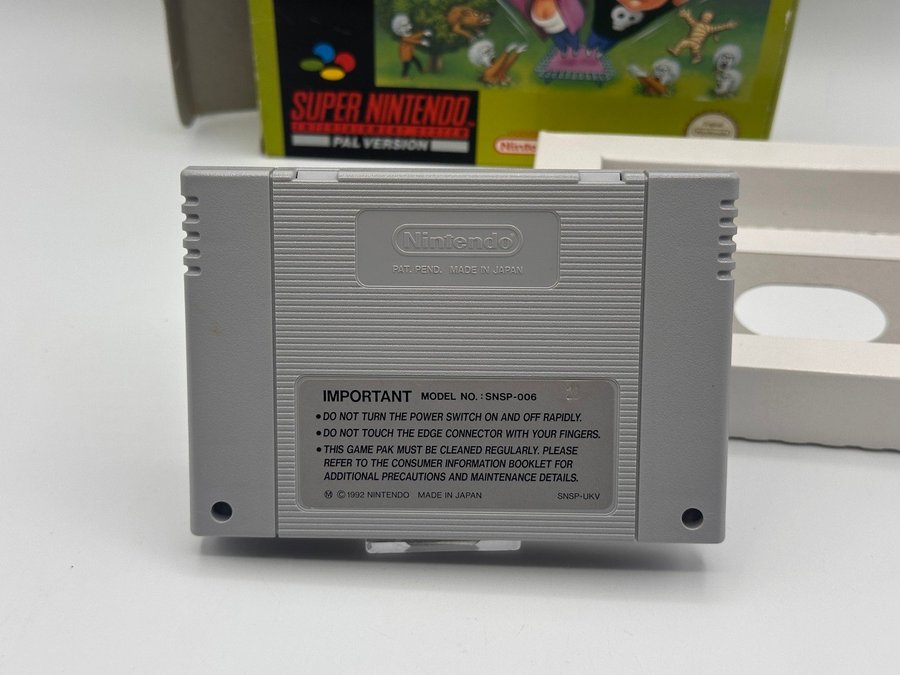 SUPER NINTENDO
ENTERTAINMENT SYSTEM
PAL VERSION
Nintendo
PAT. PEND. MADE IN JAPAN
IMPORTANT MODEL NO. : SNSP-006
• DO NOT TURN THE POWER SWITCH ON AND OFF RAPIDLY.
• DO NOT TOUCH THE EDGE CONNECTOR WITH YOUR FINGERS.
• THIS GAME PAK MUST BE CLEANED REGULARLY. PLEASE
REFER TO THE CONSUMER INFORMATION BOOKLET FOR
ADDITIONAL PRECAUTIONS AND MAINTENANCE DETAILS.
Ⓜ © 1992 NINTENDO MADE IN JAPAN SNSP-UKV